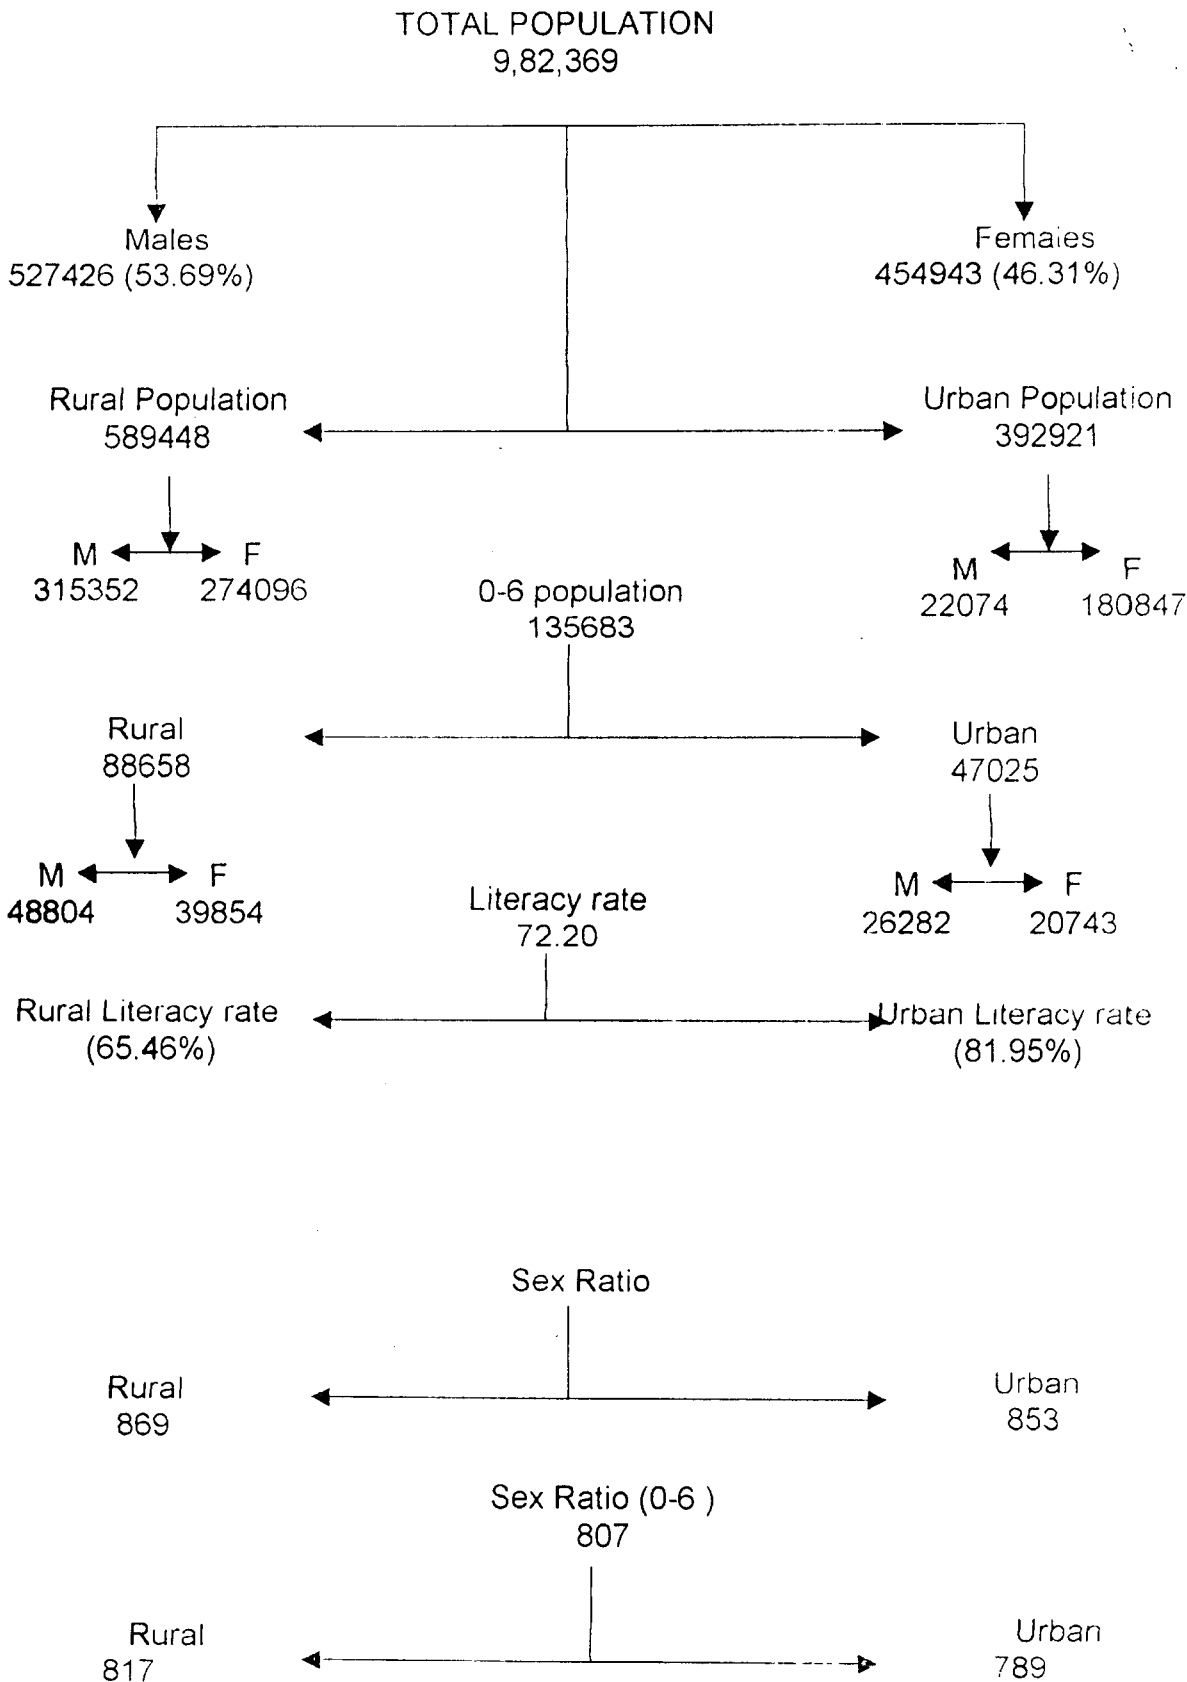 TOTAL POPULATION
9,82,369
Males
527426 (53.69%)
Females
454943 (46.31%)
Rural Population
589448
Urban Population
392921
M F
315352 274096
M F
22074 180847
0-6 population
135683
Rural
88658
Urban
47025
M F
48804 39854
M F
26282 20743
Literacy rate
72.20
Rural Literacy rate
(65.46%)
Urban Literacy rate
(81.95%)
Sex Ratio
Rural
869
Urban
853
Sex Ratio (0-6 )
807
Rural
817
Urban
789